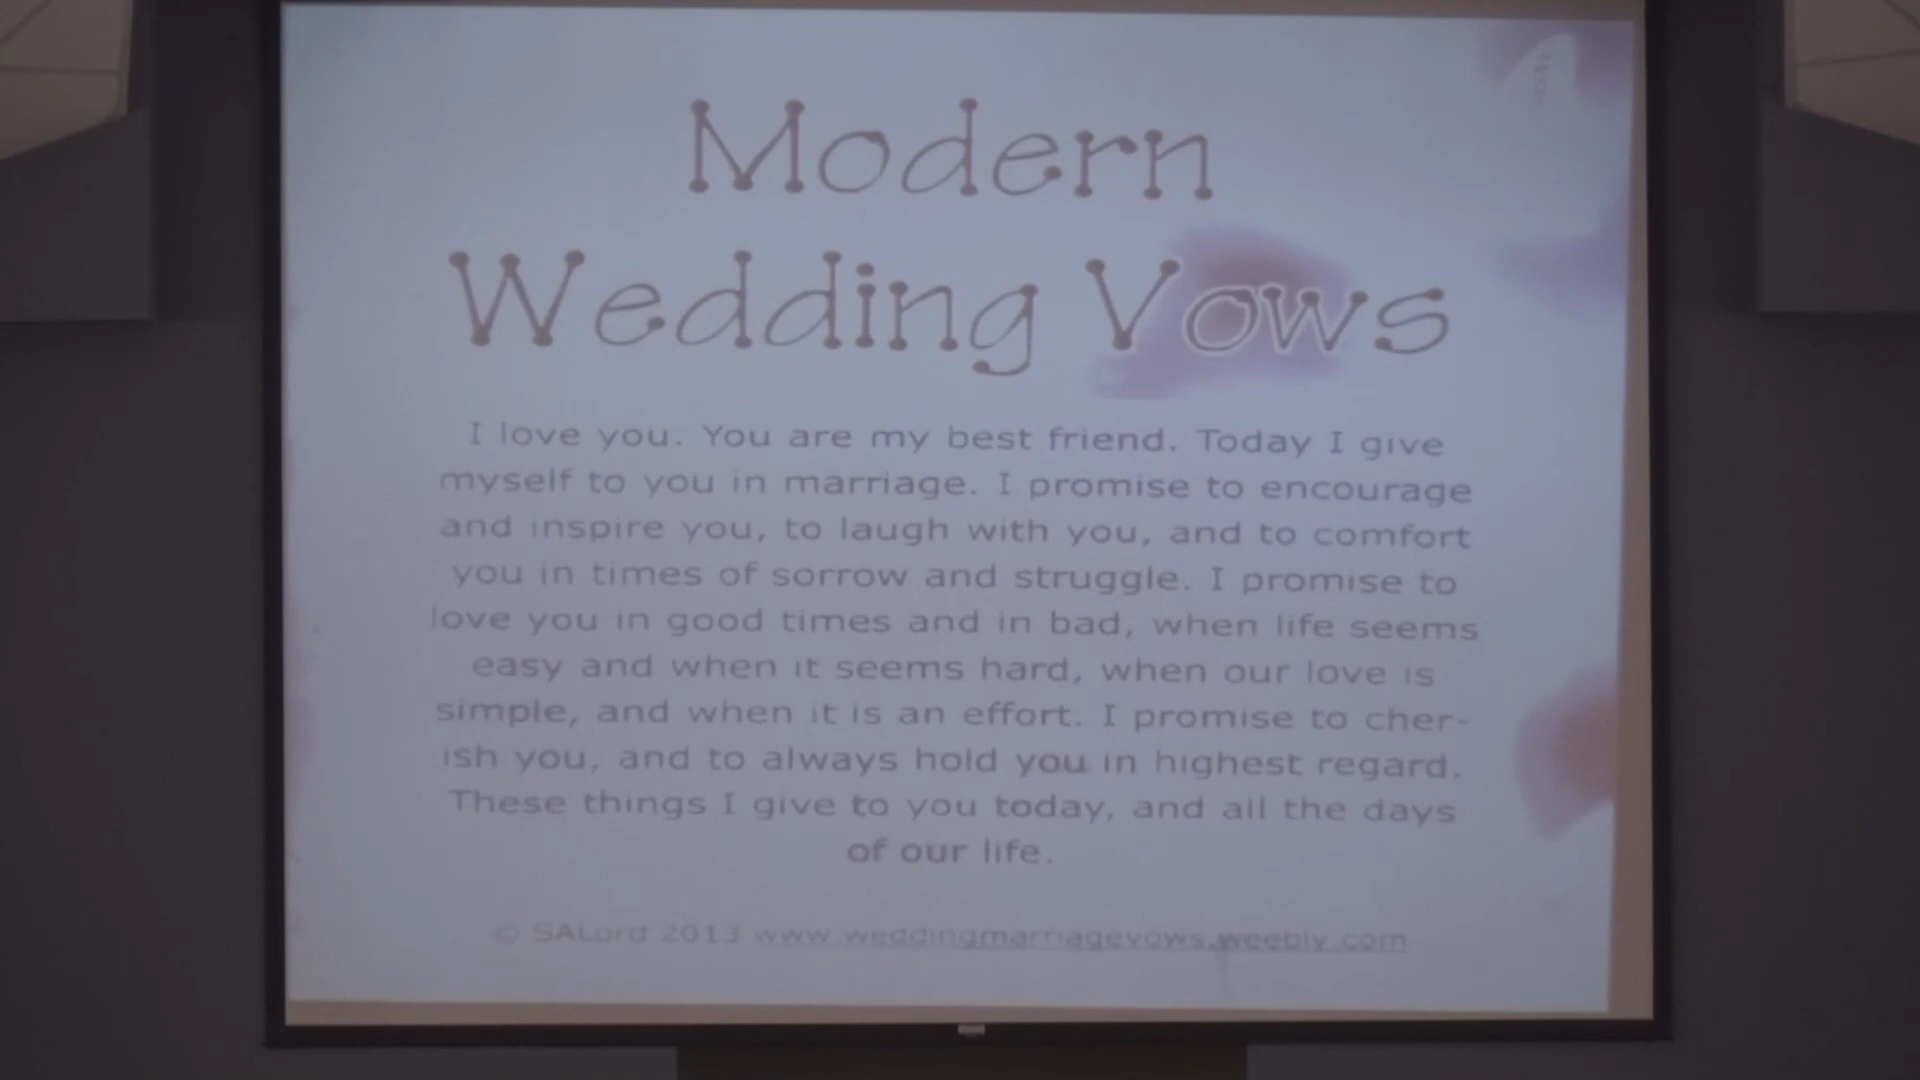 Modern
Wedding Vows
I love you. You are my best friend. Today I give
myself to you in marriage. I promise to encourage
and inspire you, to laugh with you, and to comfort
you in times of sorrow and struggle. I promise to
love you in good times and in bad, when life seems
easy and when it seems hard, when our love is
simple, and when it is an effort. I promise to cher-
ish you, and to always hold you in highest regard.
These things I give to you today, and all the days
of our life.
© SALord 2013 www.weddingmarriagevows.weebly.com